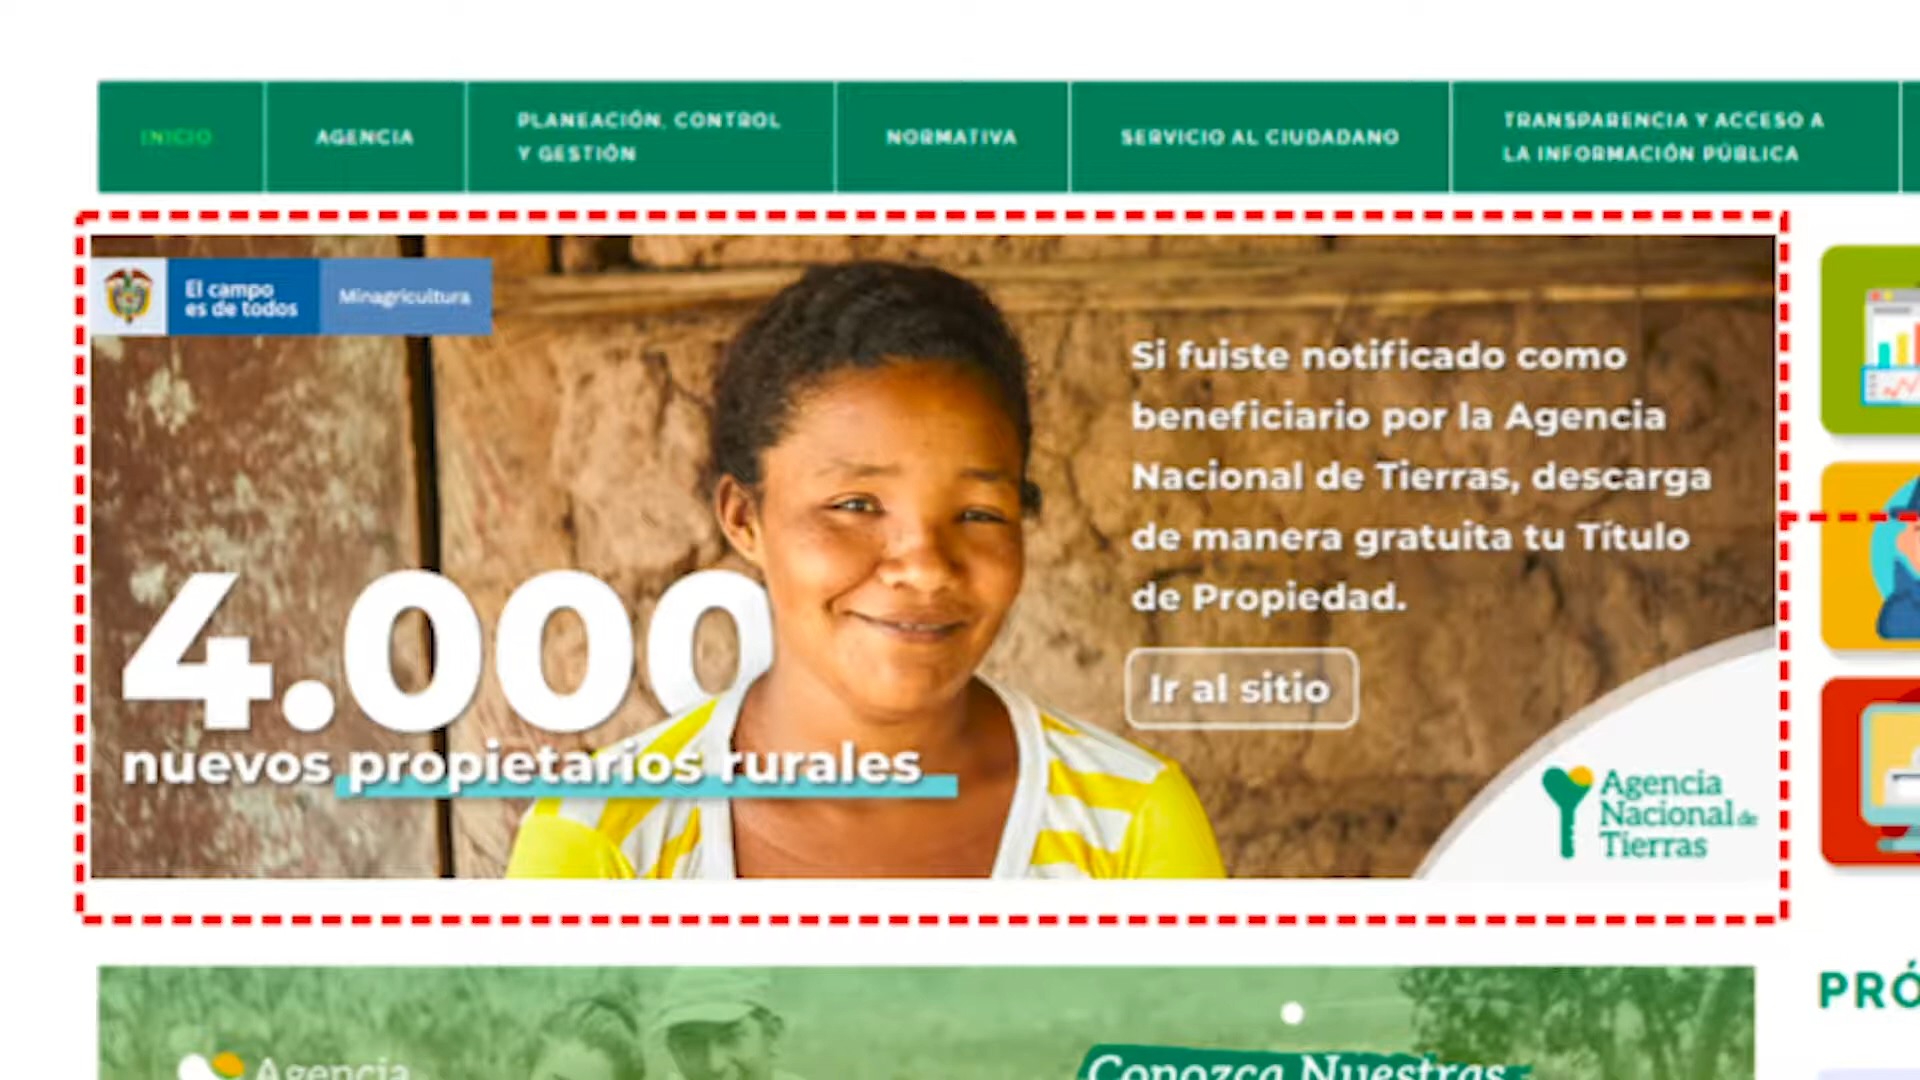 INICIO
AGENCIA
PLANEACIÓN, CONTROL
Y GESTIÓN
NORMATIVA
SERVICIO AL CIUDADANO
TRANSPARENCIA Y ACCESO A
LA INFORMACIÓN PÚBLICA
El campo
es de todos
Minagricultura
Si fuiste notificado como
beneficiario por la Agencia
Nacional de Tierras, descarga
de manera gratuita tu Título
de Propiedad.
Ir al sitio
4.000
nuevos propietarios rurales
Agencia
Nacional de
Tierras
PRÓ
Agencia
Conozca Nuestras